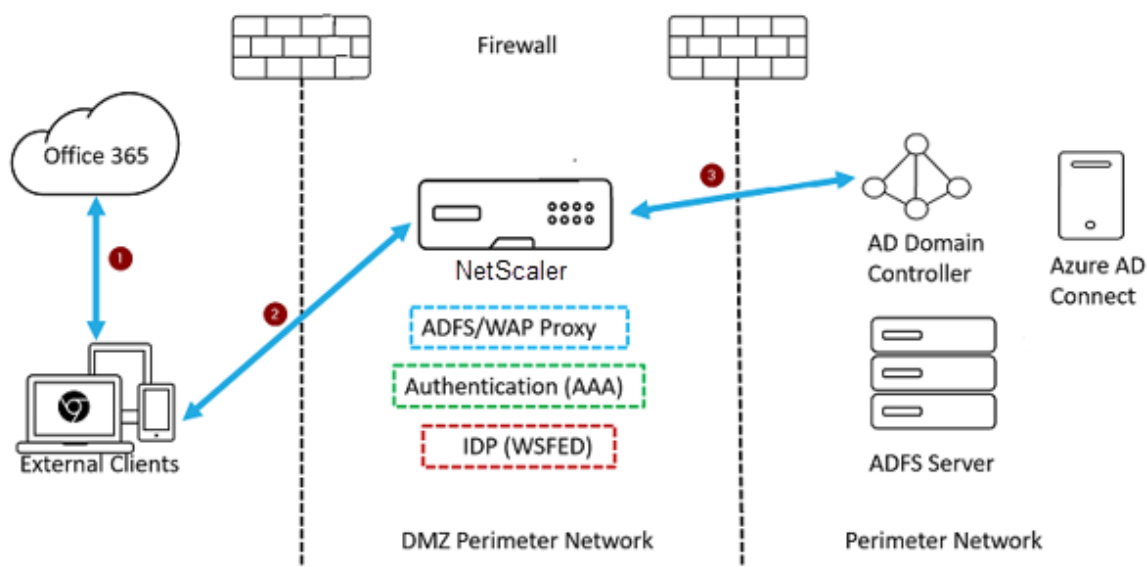 Firewall
Office 365
1
2
3
External Clients
NetScaler
ADFS/WAP Proxy
Authentication (AAA)
IDP (WSFED)
DMZ Perimeter Network
AD Domain
Controller
Azure AD
Connect
ADFS Server
Perimeter Network